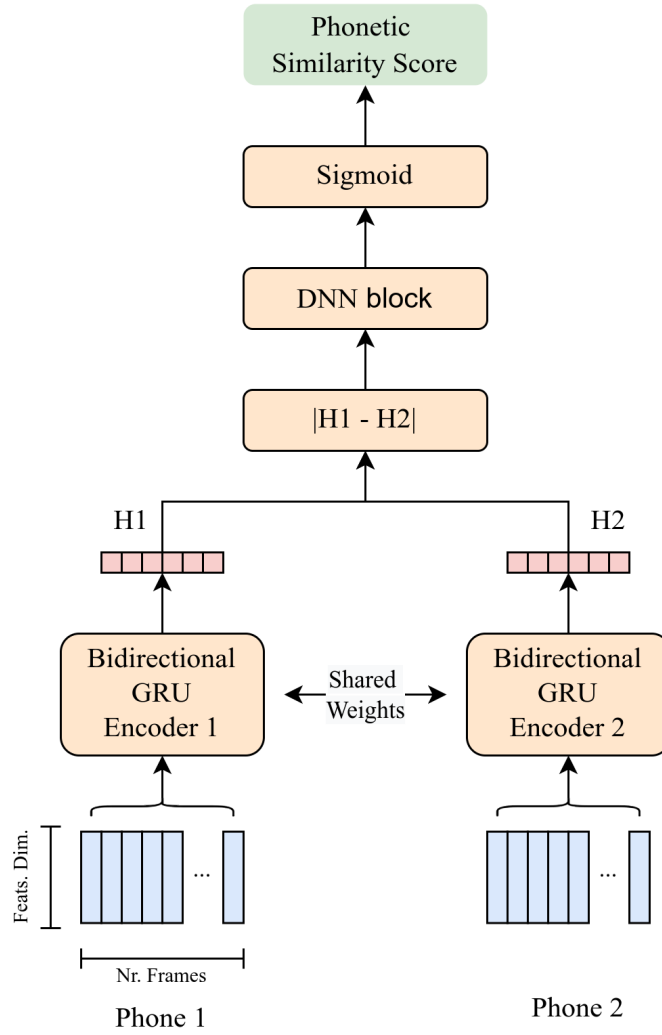 Phonetic
Similarity Score
Sigmoid
DNN block
|H1 - H2|
H1
H2
Bidirectional
GRU
Encoder 1
Shared
Weights
Bidirectional
GRU
Encoder 2
Feats. Dim.
...
...
Nr. Frames
Phone 1
Phone 2